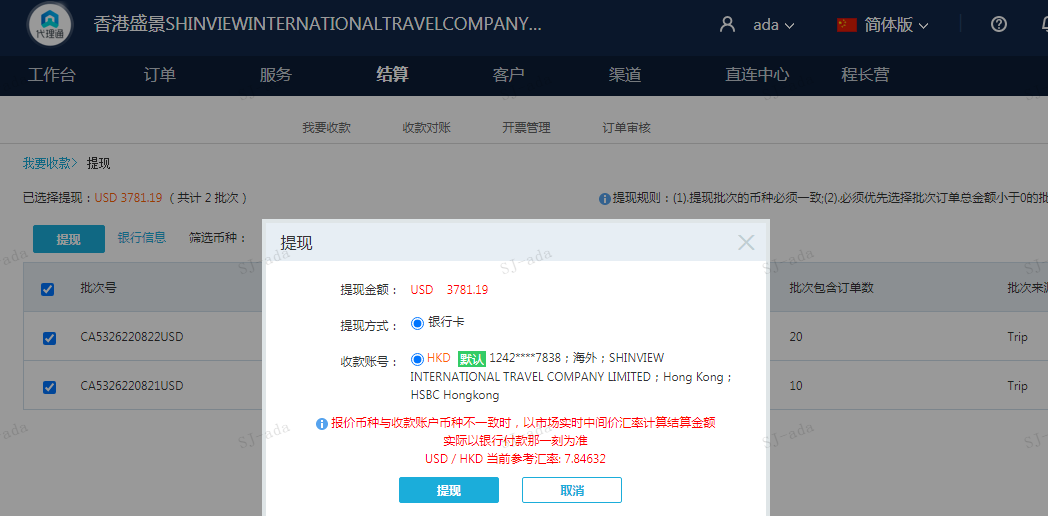 代理通
香港盛景SHINVIEWINTERNATIONALTRAVELCOMPANY...
ada
简体版
工作台 订单 服务 结算 客户 渠道 直连中心 程长营
我要收款 收款对账 开票管理 订单审核
我要收款> 提现
已选择提现：USD 3781.19 （ 共计 2 批次 ）
提现规则：(1).提现批次的币种必须一致;(2).必须优先选择批次订单总金额小于0的批
提现 银行信息 筛选币种：
批次号 批次包含订单数 批次来源
CA5326220822USD 20 Trip
CA5326220821USD 10 Trip
提现
提现金额： USD 3781.19
提现方式： 银行卡
收款账号： HKD 默认 1242****7838；海外；SHINVIEW
INTERNATIONAL TRAVEL COMPANY LIMITED；Hong Kong；
HSBC Hongkong
报价币种与收款账户币种不一致时，以市场实时中间价汇率计算结算金额
实际以银行付款那一刻为准
USD / HKD 当前参考汇率: 7.84632
提现 取消
SJ-ada